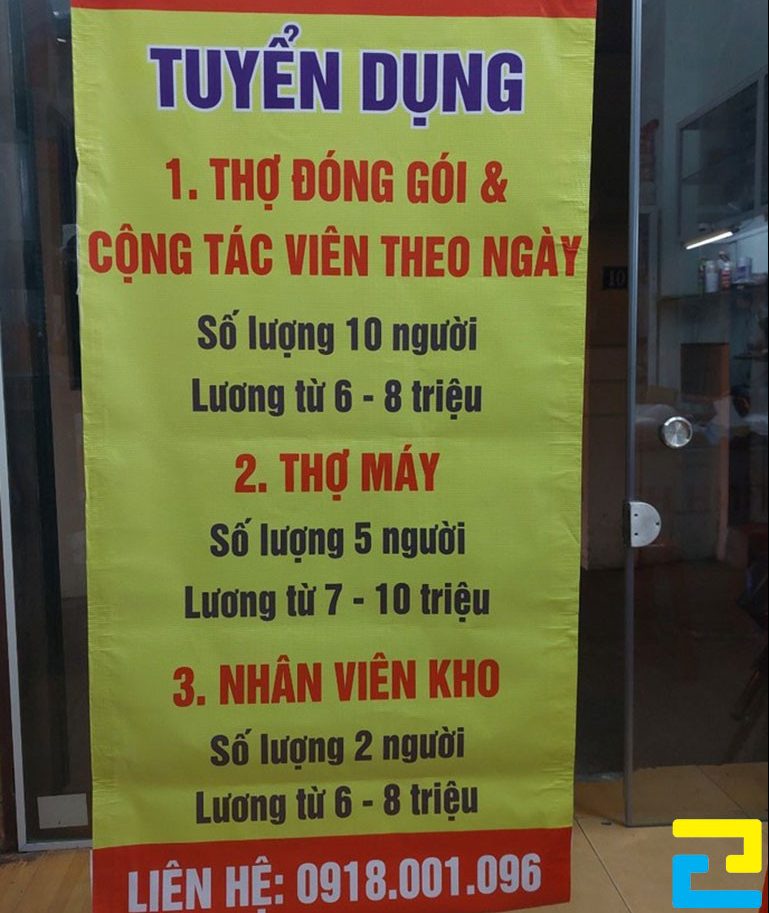 TUYỂN DỤNG
1. THỢ ĐÓNG GÓI &
CỘNG TÁC VIÊN THEO NGÀY
Số lượng 10 người
Lương từ 6 - 8 triệu
2. THỢ MÁY
Số lượng 5 người
Lương từ 7 - 10 triệu
3. NHÂN VIÊN KHO
Số lượng 2 người
Lương từ 6 - 8 triệu
LIÊN HỆ: 0918.001.096
10